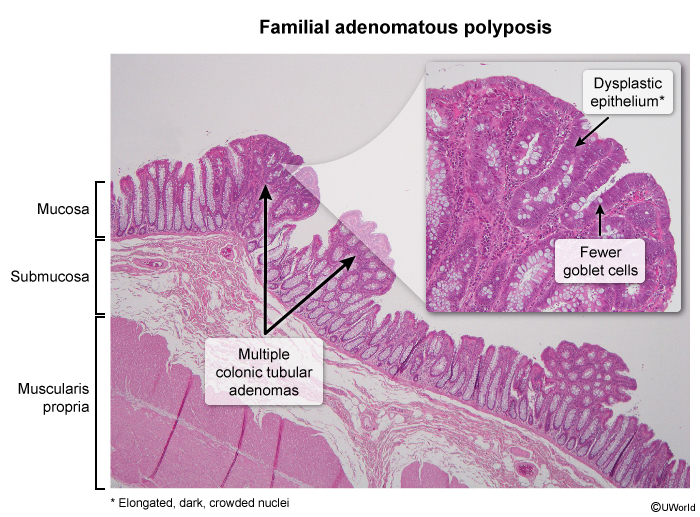 Familial adenomatous polyposis
Dysplastic
epithelium*
Fewer
goblet cells
Mucosa
Submucosa
Muscularis
propria
Multiple
colonic tubular
adenomas
* Elongated, dark, crowded nuclei
©UWorld